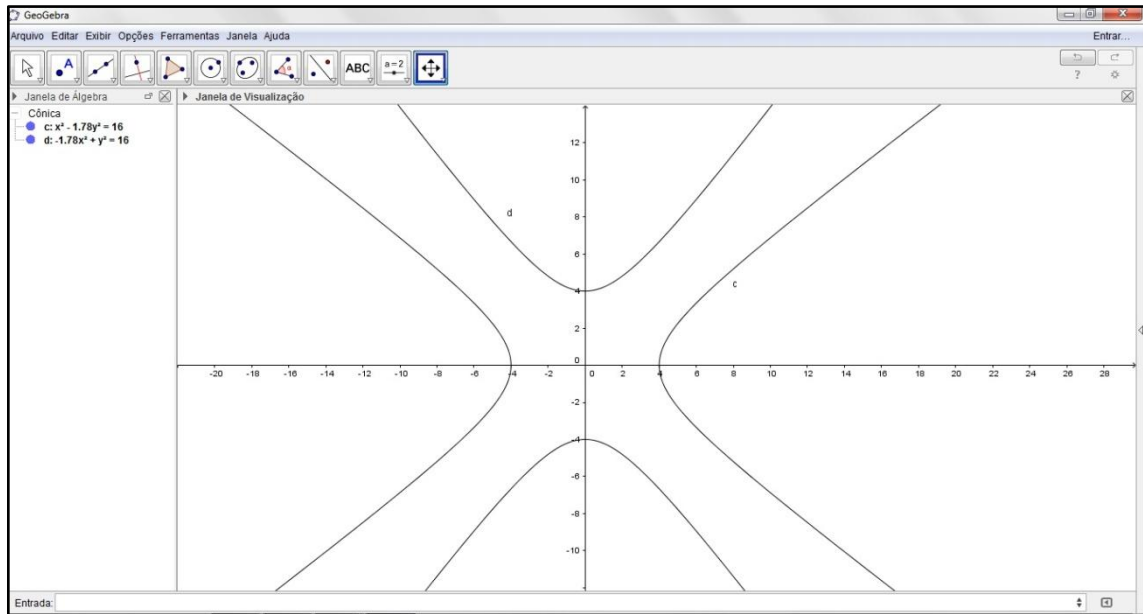 GeoGebra
Arquivo Editar Exibir Opções Ferramentas Janela Ajuda Entrar...
A ABC a=2 ?
Janela de Álgebra Janela de Visualização
Cônica
c: x² - 1.78y² = 16
d: -1.78x² + y² = 16
12
10
d
8
6
c
4
2
0
-20 -18 -16 -14 -12 -10 -8 -6 -4 -2 0 2 4 6 8 10 12 14 16 18 20 22 24 26 28
-2
-4
-6
-8
-10
Entrada: